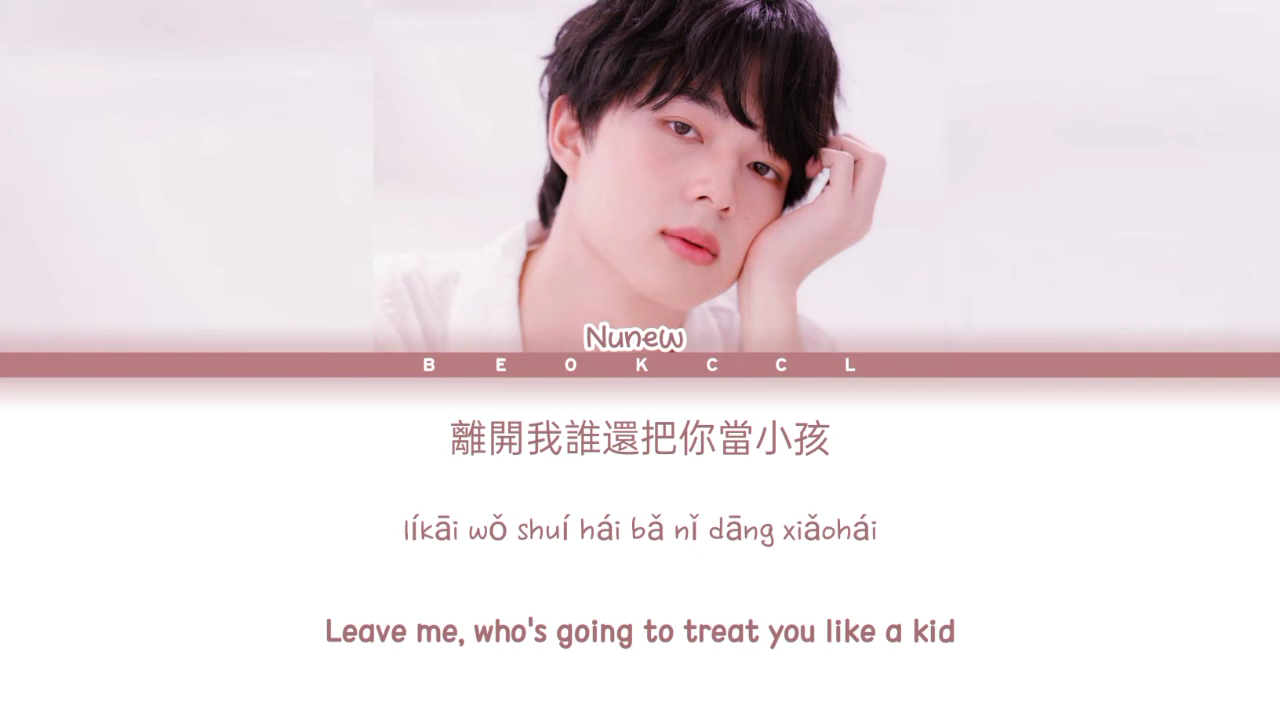 Nunew
B E O K C C L
離開我誰還把你當小孩
líkāi wǒ shuí hái bǎ nǐ dāng xiǎohái
Leave me, who's going to treat you like a kid